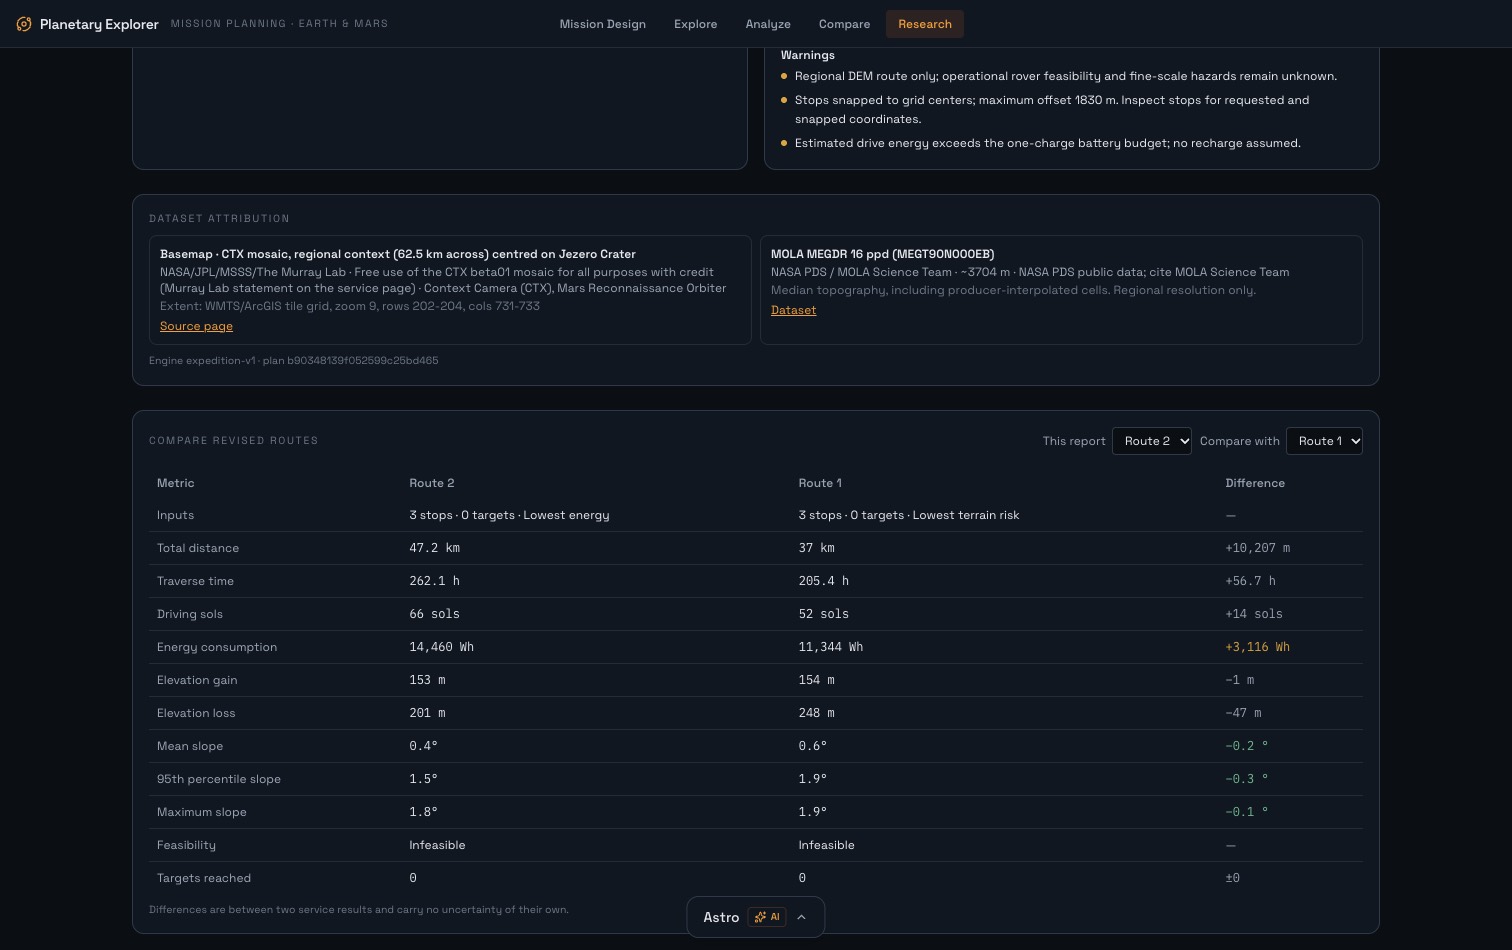 Planetary Explorer MISSION PLANNING · EARTH & MARS Mission Design Explore Analyze Compare Research
Warnings
Regional DEM route only; operational rover feasibility and fine-scale hazards remain unknown.
Stops snapped to grid centers; maximum offset 1830 m. Inspect stops for requested and
snapped coordinates.
Estimated drive energy exceeds the one-charge battery budget; no recharge assumed.
DATASET ATTRIBUTION
Basemap · CTX mosaic, regional context (62.5 km across) centred on Jezero Crater
NASA/JPL/MSSS/The Murray Lab · Free use of the CTX beta01 mosaic for all purposes with credit
(Murray Lab statement on the service page) · Context Camera (CTX), Mars Reconnaissance Orbiter
Extent: WMTS/ArcGIS tile grid, zoom 9, rows 202-204, cols 731-733
Source page
MOLA MEGDR 16 ppd (MEGT90N000EB)
NASA PDS / MOLA Science Team · ~3704 m · NASA PDS public data; cite MOLA Science Team
Median topography, including producer-interpolated cells. Regional resolution only.
Dataset
Engine expedition-v1 · plan b90348139f052599c25bd465
COMPARE REVISED ROUTES This report Route 2 Compare with Route 1
Metric Route 2 Route 1 Difference
Inputs 3 stops · 0 targets · Lowest energy 3 stops · 0 targets · Lowest terrain risk —
Total distance 47.2 km 37 km +10,207 m
Traverse time 262.1 h 205.4 h +56.7 h
Driving sols 66 sols 52 sols +14 sols
Energy consumption 14,460 Wh 11,344 Wh +3,116 Wh
Elevation gain 153 m 154 m −1 m
Elevation loss 201 m 248 m −47 m
Mean slope 0.4° 0.6° −0.2 °
95th percentile slope 1.5° 1.9° −0.3 °
Maximum slope 1.8° 1.9° −0.1 °
Feasibility Infeasible Infeasible —
Targets reached 0 0 ±0
Differences are between two service results and carry no uncertainty of their own.
Astro AI